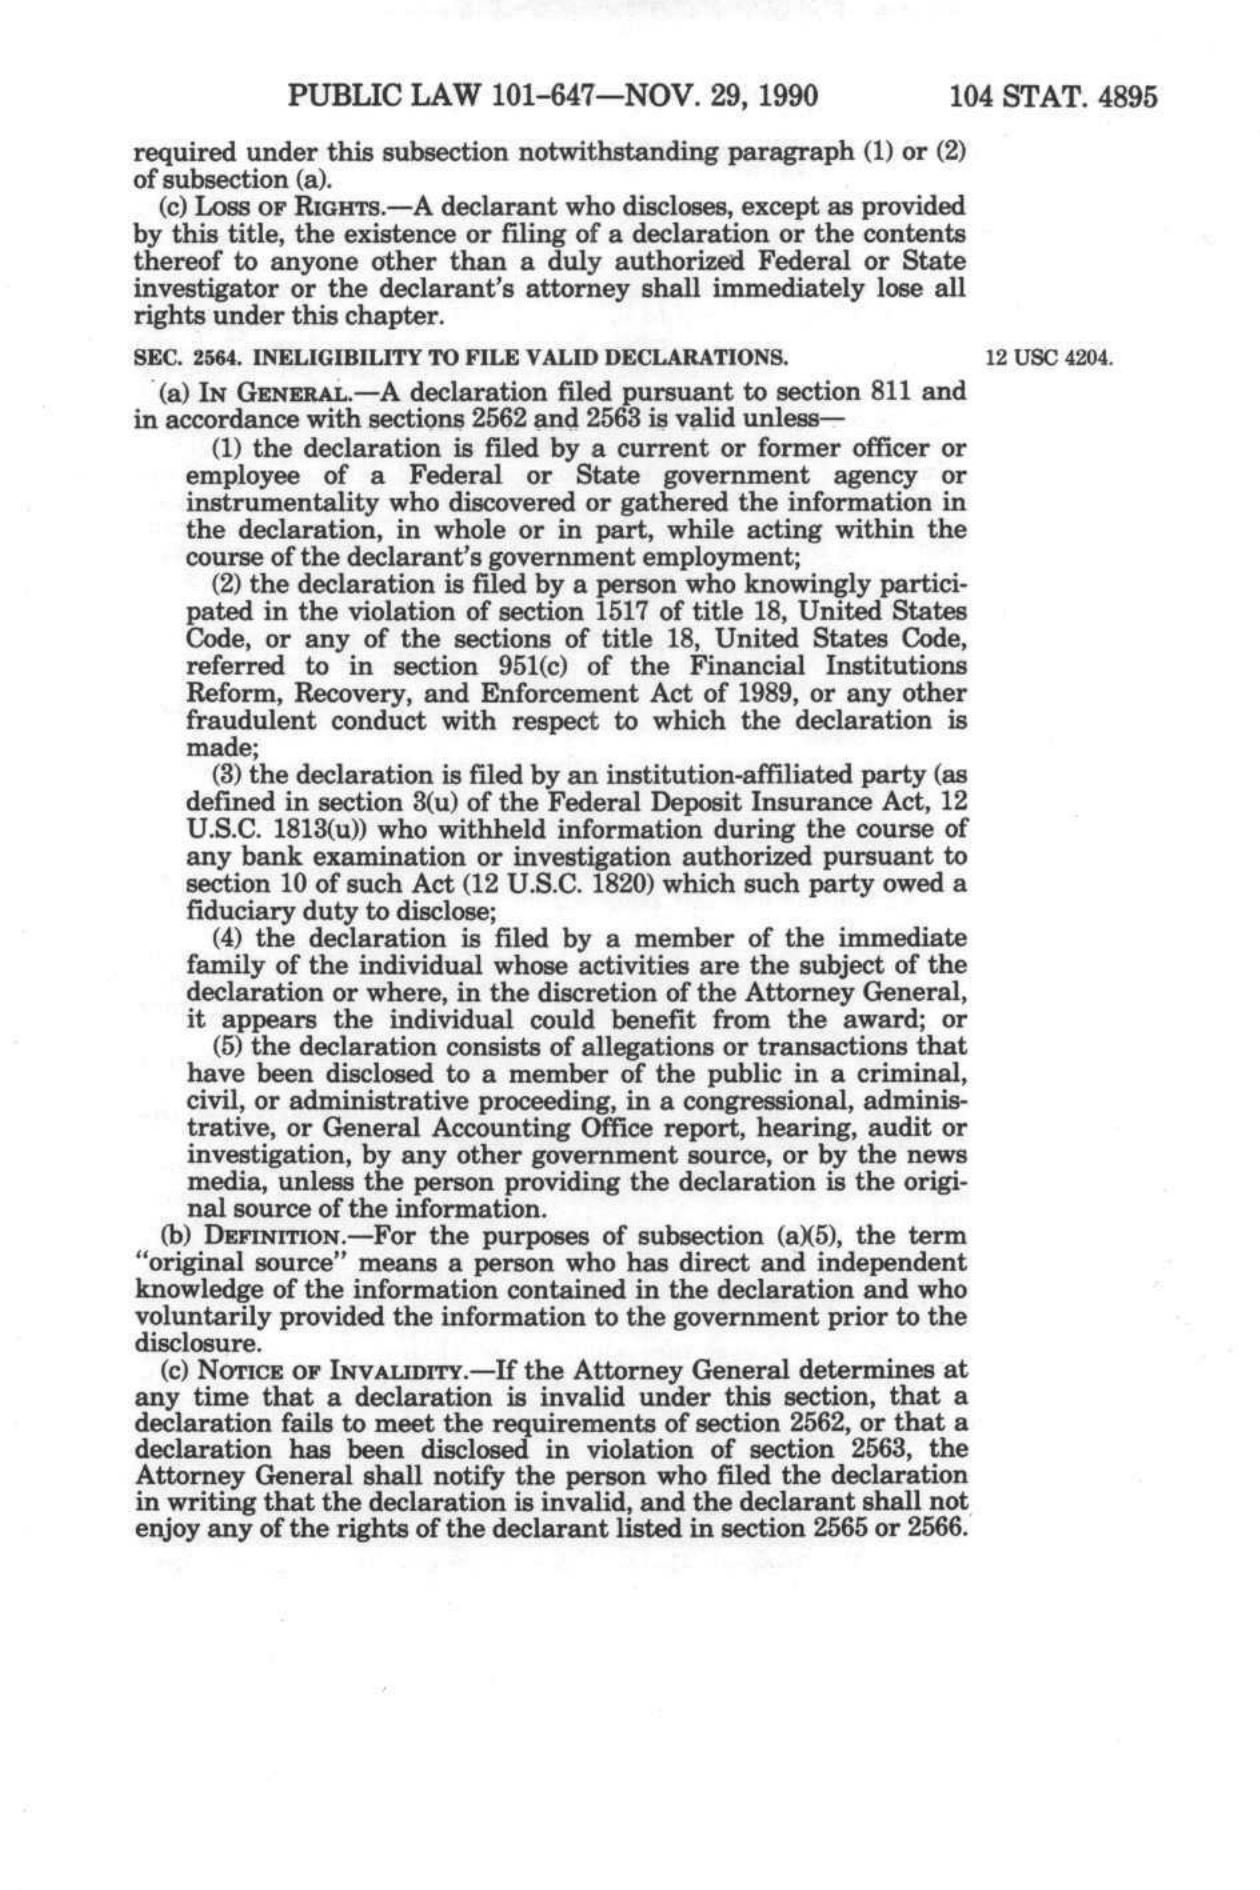 PUBLIC LAW 101-647—NOV. 29, 1990 104 STAT. 4895
required under this subsection notwithstanding paragraph (1) or (2)
of subsection (a).
(c) LOSS OF RIGHTS.—A declarant who discloses, except as provided
by this title, the existence or filing of a declaration or the contents
thereof to anyone other than a duly authorized Federal or State
investigator or the declarant's attorney shall immediately lose all
rights under this chapter.
SEC. 2564. INELIGIBILITY TO FILE VALID DECLARATIONS. 12 USC 4204.
(a) IN GENERAL.—A declaration filed pursuant to section 811 and
in accordance with sections 2562 and 2563 is valid unless—
(1) the declaration is filed by a current or former officer or
employee of a Federal or State government agency or
instrumentality who discovered or gathered the information in
the declaration, in whole or in part, while acting within the
course of the declarant's government employment;
(2) the declaration is filed by a person who knowingly partici-
pated in the violation of section 1517 of title 18, United States
Code, or any of the sections of title 18, United States Code,
referred to in section 951(c) of the Financial Institutions
Reform, Recovery, and Enforcement Act of 1989, or any other
fraudulent conduct with respect to which the declaration is
made;
(3) the declaration is filed by an institution-affiliated party (as
defined in section 3(u) of the Federal Deposit Insurance Act, 12
U.S.C. 1813(u)) who withheld information during the course of
any bank examination or investigation authorized pursuant to
section 10 of such Act (12 U.S.C. 1820) which such party owed a
fiduciary duty to disclose;
(4) the declaration is filed by a member of the immediate
family of the individual whose activities are the subject of the
declaration or where, in the discretion of the Attorney General,
it appears the individual could benefit from the award; or
(5) the declaration consists of allegations or transactions that
have been disclosed to a member of the public in a criminal,
civil, or administrative proceeding, in a congressional, adminis-
trative, or General Accounting Office report, hearing, audit or
investigation, by any other government source, or by the news
media, unless the person providing the declaration is the origi-
nal source of the information.
(b) DEFINITION.—For the purposes of subsection (a)(5), the term
“original source” means a person who has direct and independent
knowledge of the information contained in the declaration and who
voluntarily provided the information to the government prior to the
disclosure.
(c) NOTICE OF INVALIDITY.—If the Attorney General determines at
any time that a declaration is invalid under this section, that a
declaration fails to meet the requirements of section 2562, or that a
declaration has been disclosed in violation of section 2563, the
Attorney General shall notify the person who filed the declaration
in writing that the declaration is invalid, and the declarant shall not
enjoy any of the rights of the declarant listed in section 2565 or 2566.